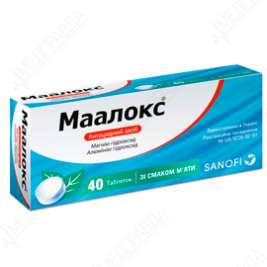 Маалокс®
Антацидний засіб
Магнію гідроксид
Алюмінію гідроксид
40 Таблеток
ЗІ СМАКОМ М'ЯТИ
SANOFI